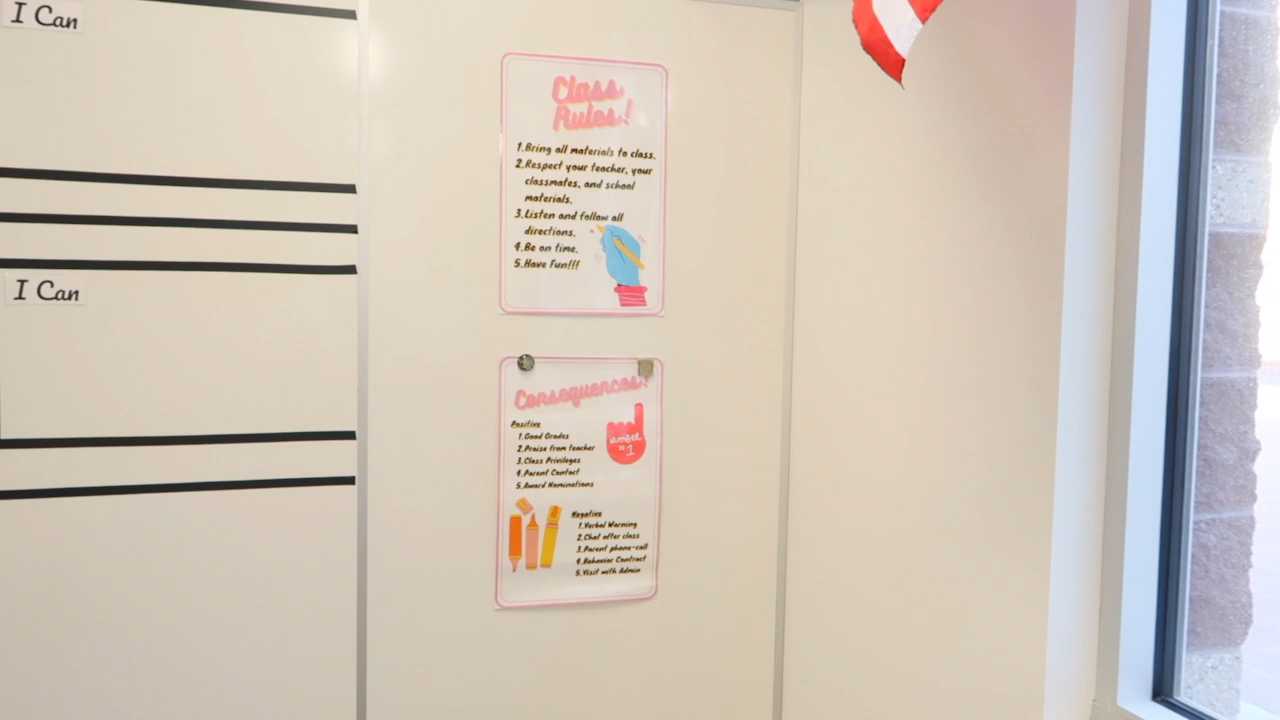 I Can
I Can
Class
Rules!
1.Bring all materials to class.
2.Respect your teacher, your
classmates, and school
materials.
3.Listen and follow all
directions.
4.Be on time.
5.Have Fun!!!
Consequences!
Positive
1.Good Grades
2.Praise from teacher
3.Class Privileges
4.Parent Contact
5.Award Nominations
NUMBER
1
Negative
1.Verbal Warning
2.Chat after class
3.Parent phone-call
4.Behavior Contract
5.Visit with Admin